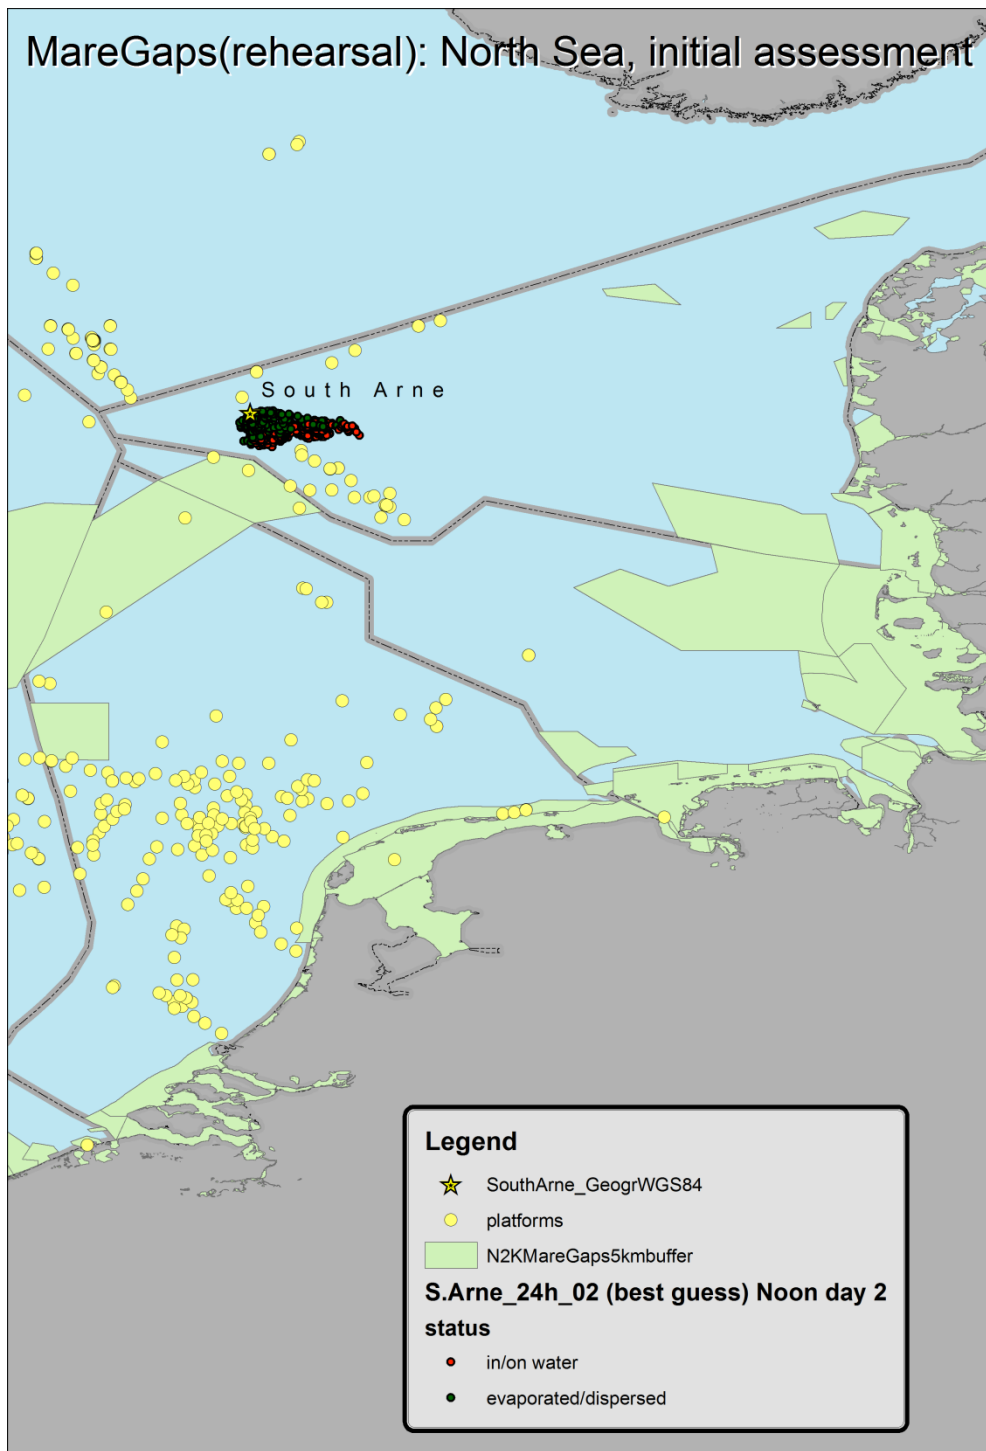 MareGaps(rehearsal): North Sea, initial assessment
South Arne
Legend
SouthArne_GeogrWGS84
platforms
N2KMareGaps5kmbuffer
S.Arne_24h_02 (best guess) Noon day 2
status
in/on water
evaporated/dispersed